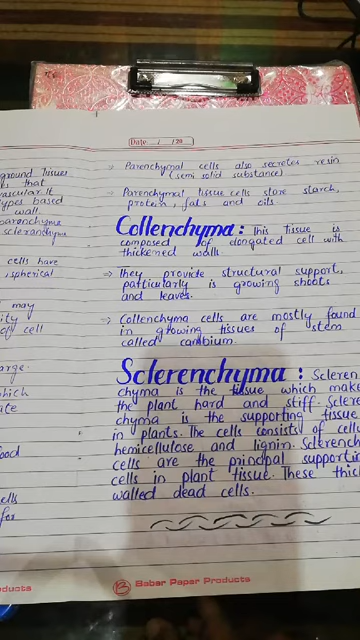 ground Tissues
that
vascular. It
types based
wall
parenchyma
sclerenchyma
cells have
, spherical
may
of cell
which
cells
for
oducts
Date / /20
→ Parenchymal cells also secretes resin
(semi solid substance)
→ Parenchymal tissue cells store starch,
protein, fats and oils.
Collenchyma : This tissue is
composed of elongated cell with
thickened walls
→ They provide structural support,
particularly is growing shoots
and leaves.
→ Collenchyma cells are mostly found
in growing tissues of stem
called cambium.
Sclerenchyma : Scleren
chyma is the tissue which make
the plant hard and stiff. Sclere
chyma is the supporting tissue
in plants. The cells consists of cellu
hemicellulose and lignin. Sclerench
cells are the principal supportin
cells in plant tissue. These thick
walled dead cells.
Babar Paper Products